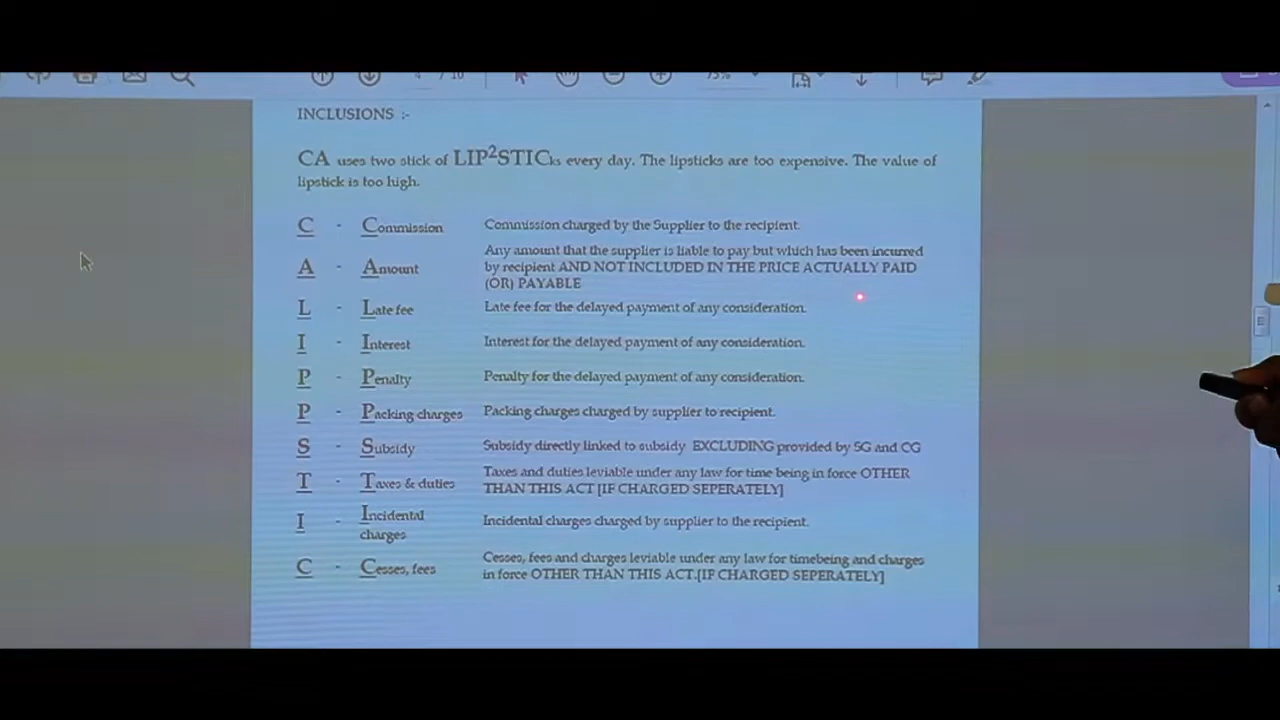 INCLUSIONS :-
CA uses two stick of LIP²STICks every day. The lipsticks are too expensive. The value of
lipstick is too high.
C - Commission Commission charged by the Supplier to the recipient.
A - Amount Any amount that the supplier is liable to pay but which has been incurred
by recipient AND NOT INCLUDED IN THE PRICE ACTUALLY PAID
(OR) PAYABLE
L - Late fee Late fee for the delayed payment of any consideration.
I - Interest Interest for the delayed payment of any consideration.
P - Penalty Penalty for the delayed payment of any consideration.
P - Packing charges Packing charges charged by supplier to recipient.
S - Subsidy Subsidy directly linked to subsidy EXCLUDING provided by SG and CG
T - Taxes & duties Taxes and duties leviable under any law for time being in force OTHER
THAN THIS ACT [IF CHARGED SEPERATELY]
I - Incidental charges Incidental charges charged by supplier to the recipient.
C - Cesses, fees Cesses, fees and charges leviable under any law for timebeing and charges
in force OTHER THAN THIS ACT.[IF CHARGED SEPERATELY]